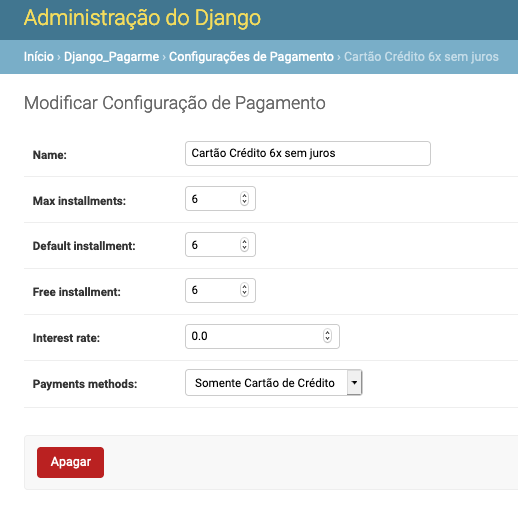 Administração do Django
Início › Django_Pagarme › Configurações de Pagamento › Cartão Crédito 6x sem juros
Modificar Configuração de Pagamento
Name: Cartão Crédito 6x sem juros
Max installments: 6
Default installment: 6
Free installment: 6
Interest rate: 0.0
Payments methods: Somente Cartão de Crédito
Apagar